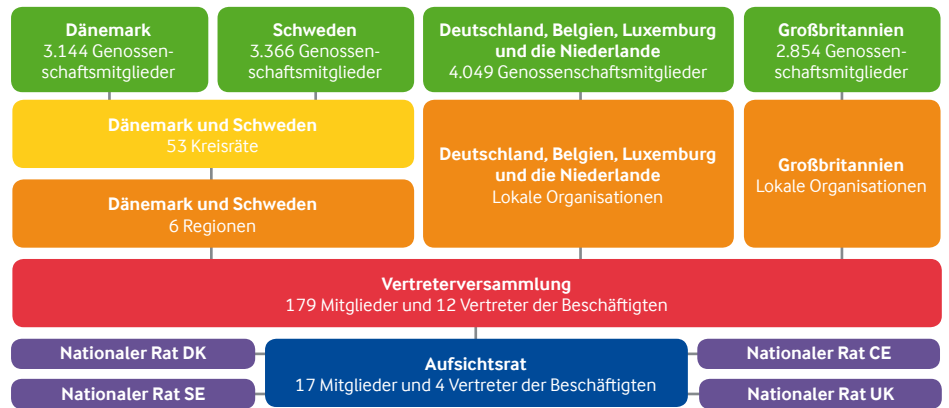 Dänemark
3.144 Genossen-
schaftsmitglieder
Schweden
3.366 Genossen-
schaftsmitglieder
Deutschland, Belgien, Luxemburg
und die Niederlande
4.049 Genossenschaftsmitglieder
Großbritannien
2.854 Genossen-
schaftsmitglieder
Dänemark und Schweden
53 Kreisräte
Dänemark und Schweden
6 Regionen
Deutschland, Belgien, Luxemburg
und die Niederlande
Lokale Organisationen
Großbritannien
Lokale Organisationen
Vertreterversammlung
179 Mitglieder und 12 Vertreter der Beschäftigten
Nationaler Rat DK
Nationaler Rat SE
Aufsichtsrat
17 Mitglieder und 4 Vertreter der Beschäftigten
Nationaler Rat CE
Nationaler Rat UK